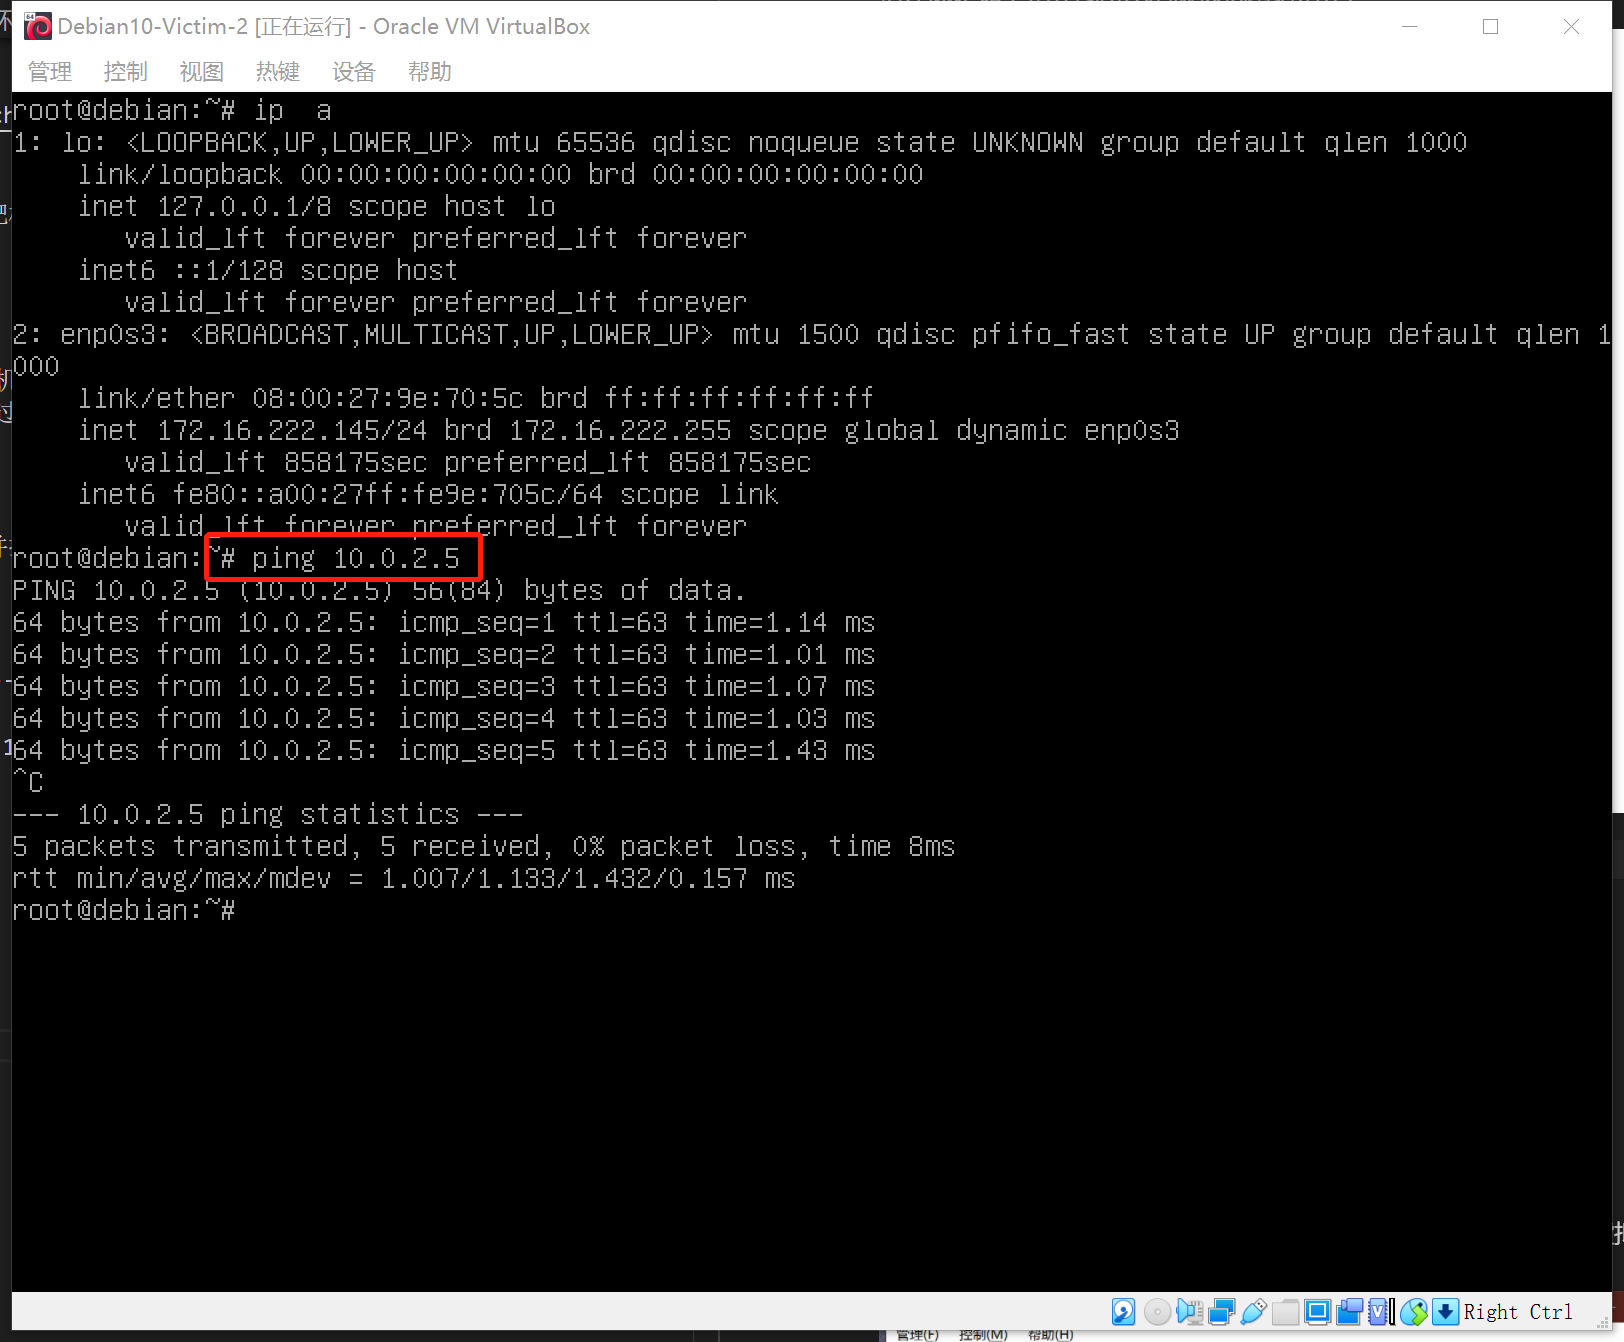 Debian10-Victim-2 [正在运行] - Oracle VM VirtualBox
管理 控制 视图 热键 设备 帮助
root@debian:~# ip  a
1: lo: <LOOPBACK,UP,LOWER_UP> mtu 65536 qdisc noqueue state UNKNOWN group default qlen 1000
    link/loopback 00:00:00:00:00:00 brd 00:00:00:00:00:00
    inet 127.0.0.1/8 scope host lo
       valid_lft forever preferred_lft forever
    inet6 ::1/128 scope host
       valid_lft forever preferred_lft forever
2: enp0s3: <BROADCAST,MULTICAST,UP,LOWER_UP> mtu 1500 qdisc pfifo_fast state UP group default qlen 1
000
    link/ether 08:00:27:9e:70:5c brd ff:ff:ff:ff:ff:ff
    inet 172.16.222.145/24 brd 172.16.222.255 scope global dynamic enp0s3
       valid_lft 858175sec preferred_lft 858175sec
    inet6 fe80::a00:27ff:fe9e:705c/64 scope link
       valid_lft forever preferred_lft forever
root@debian:~# ping 10.0.2.5
PING 10.0.2.5 (10.0.2.5) 56(84) bytes of data.
64 bytes from 10.0.2.5: icmp_seq=1 ttl=63 time=1.14 ms
64 bytes from 10.0.2.5: icmp_seq=2 ttl=63 time=1.01 ms
64 bytes from 10.0.2.5: icmp_seq=3 ttl=63 time=1.07 ms
64 bytes from 10.0.2.5: icmp_seq=4 ttl=63 time=1.03 ms
64 bytes from 10.0.2.5: icmp_seq=5 ttl=63 time=1.43 ms
^C
--- 10.0.2.5 ping statistics ---
5 packets transmitted, 5 received, 0% packet loss, time 8ms
rtt min/avg/max/mdev = 1.007/1.133/1.432/0.157 ms
root@debian:~#
Right Ctrl
管理(F) 控制(M) 帮助(H)